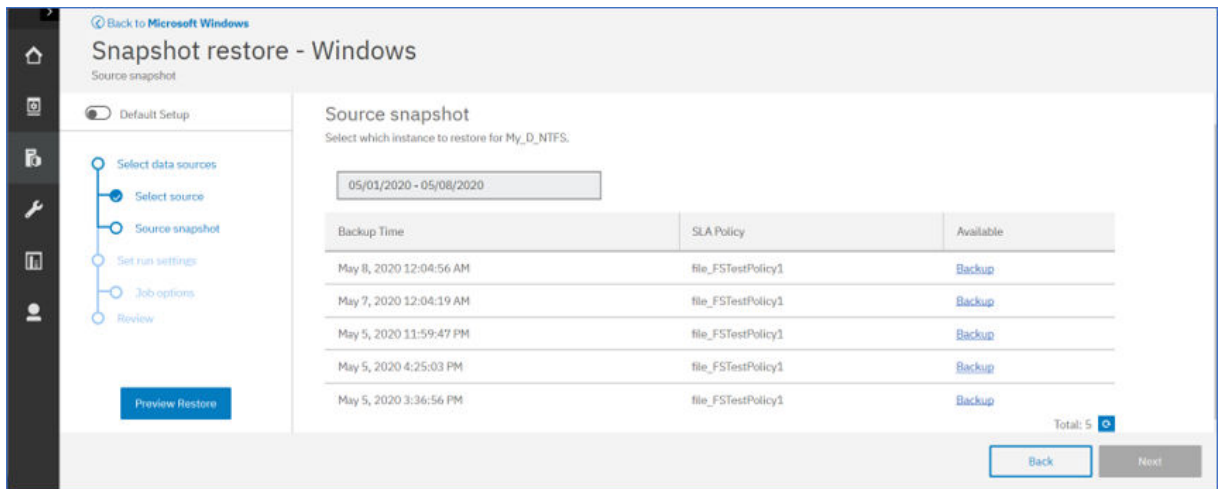 Back to Microsoft Windows
Snapshot restore - Windows
Source snapshot
Default Setup
Select data sources
Select source
Source snapshot
Set run settings
Job options
Review
Preview Restore
Source snapshot
Select which instance to restore for My_D_NTFS.
05/01/2020 - 05/08/2020
Backup Time SLA Policy Available
May 8, 2020 12:04:56 AM file_FSTestPolicy1 Backup
May 7, 2020 12:04:19 AM file_FSTestPolicy1 Backup
May 5, 2020 11:59:47 PM file_FSTestPolicy1 Backup
May 5, 2020 4:25:03 PM file_FSTestPolicy1 Backup
May 5, 2020 3:36:56 PM file_FSTestPolicy1 Backup
Total: 5
Back
Next